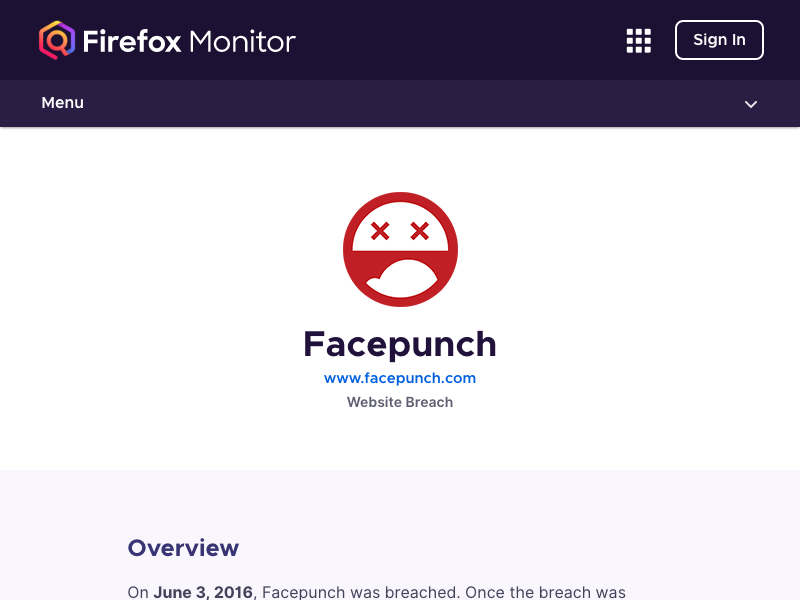 Firefox Monitor
Sign In
Menu
Facepunch
www.facepunch.com
Website Breach
Overview
On June 3, 2016, Facepunch was breached. Once the breach was